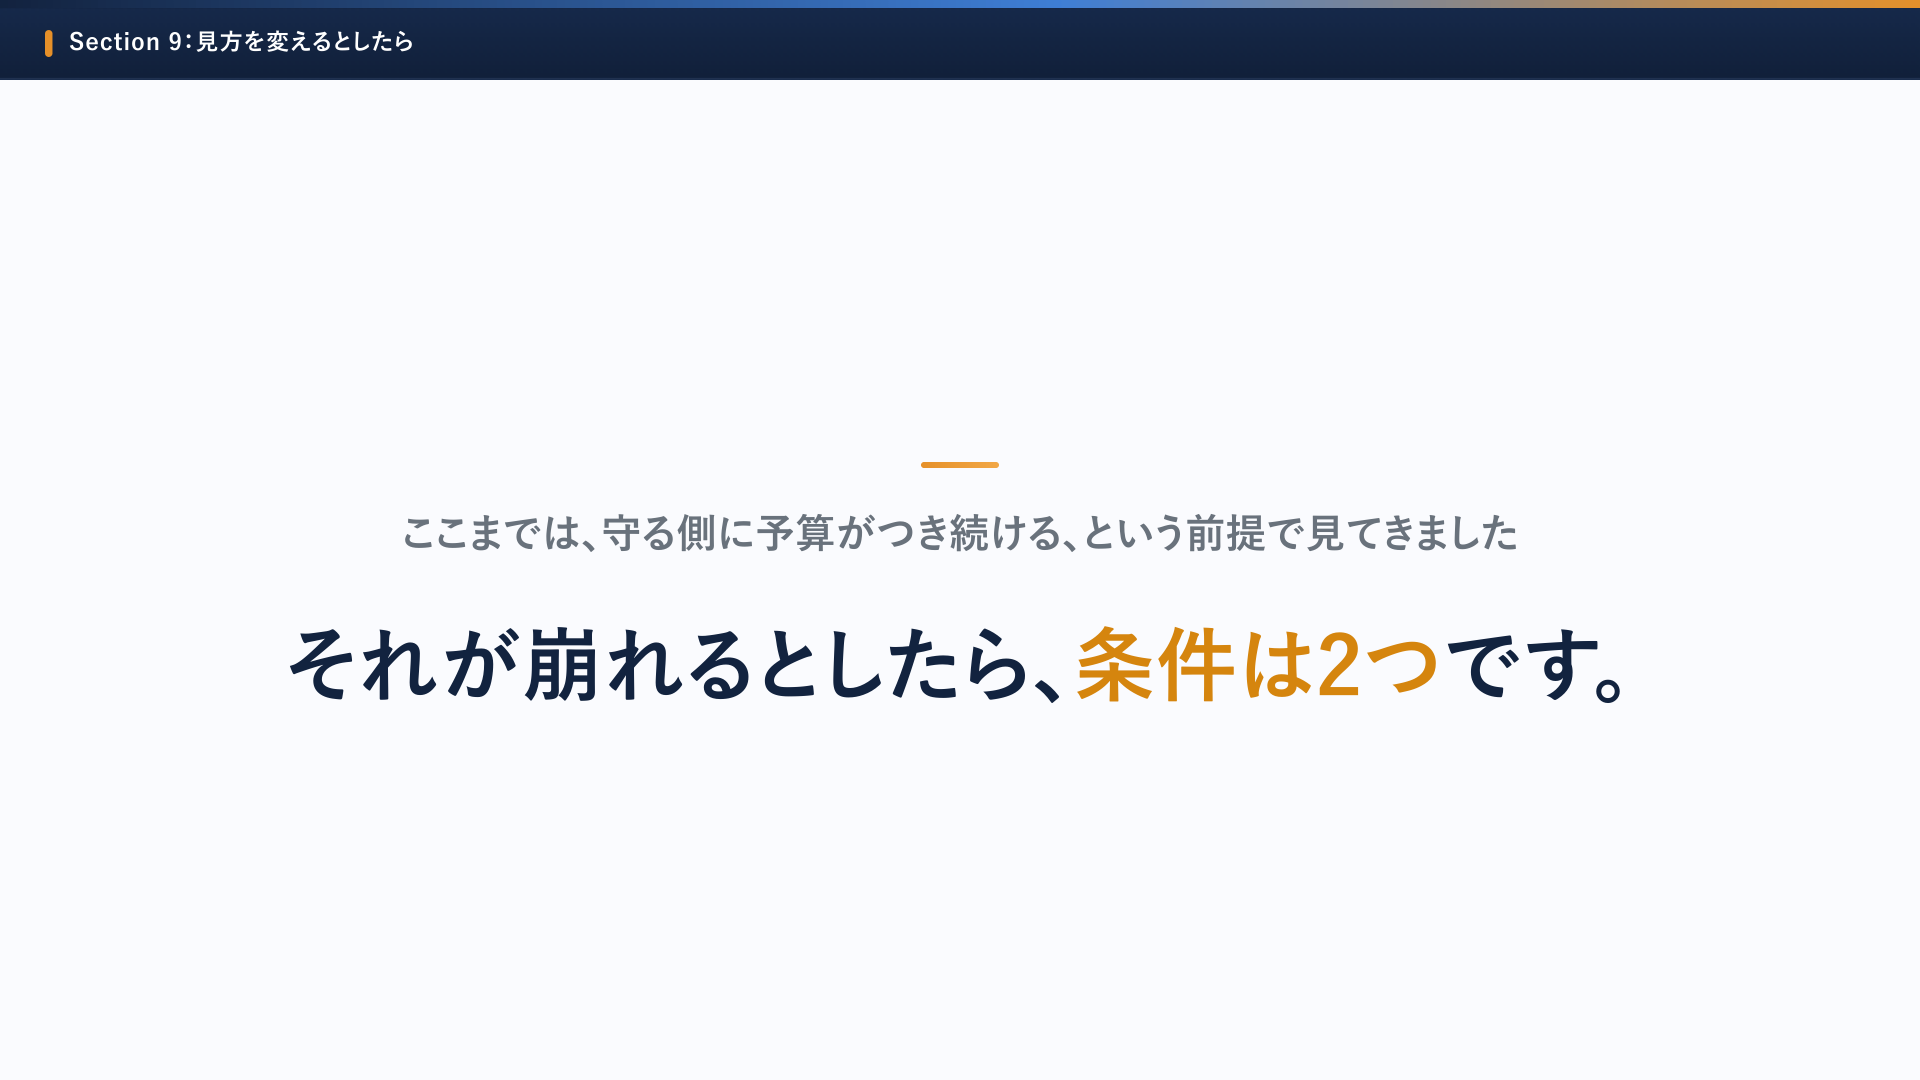 Section 9：見方を変えるとしたら
ここまでは、守る側に予算がつき続ける、という前提で見てきました
それが崩れるとしたら、条件は2つです。